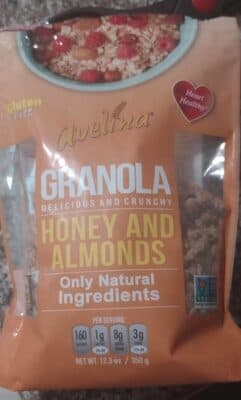 Gluten
Free
Heart
Healthy
avelina
GRANOLA
DELICIOUS AND CRUNCHY
HONEY AND
ALMONDS
Only Natural
Ingredients
PER SERVING
160 1g 8g 3g
NET WT 12.3 oz / 350 g